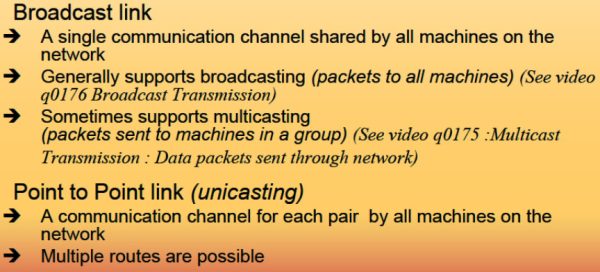 Broadcast link
➔ A single communication channel shared by all machines on the
network
➔ Generally supports broadcasting (packets to all machines) (See video
q0176 Broadcast Transmission)
➔ Sometimes supports multicasting
(packets sent to machines in a group) (See video q0175 :Multicast
Transmission : Data packets sent through network)
Point to Point link (unicasting)
➔ A communication channel for each pair by all machines on the
network
➔ Multiple routes are possible